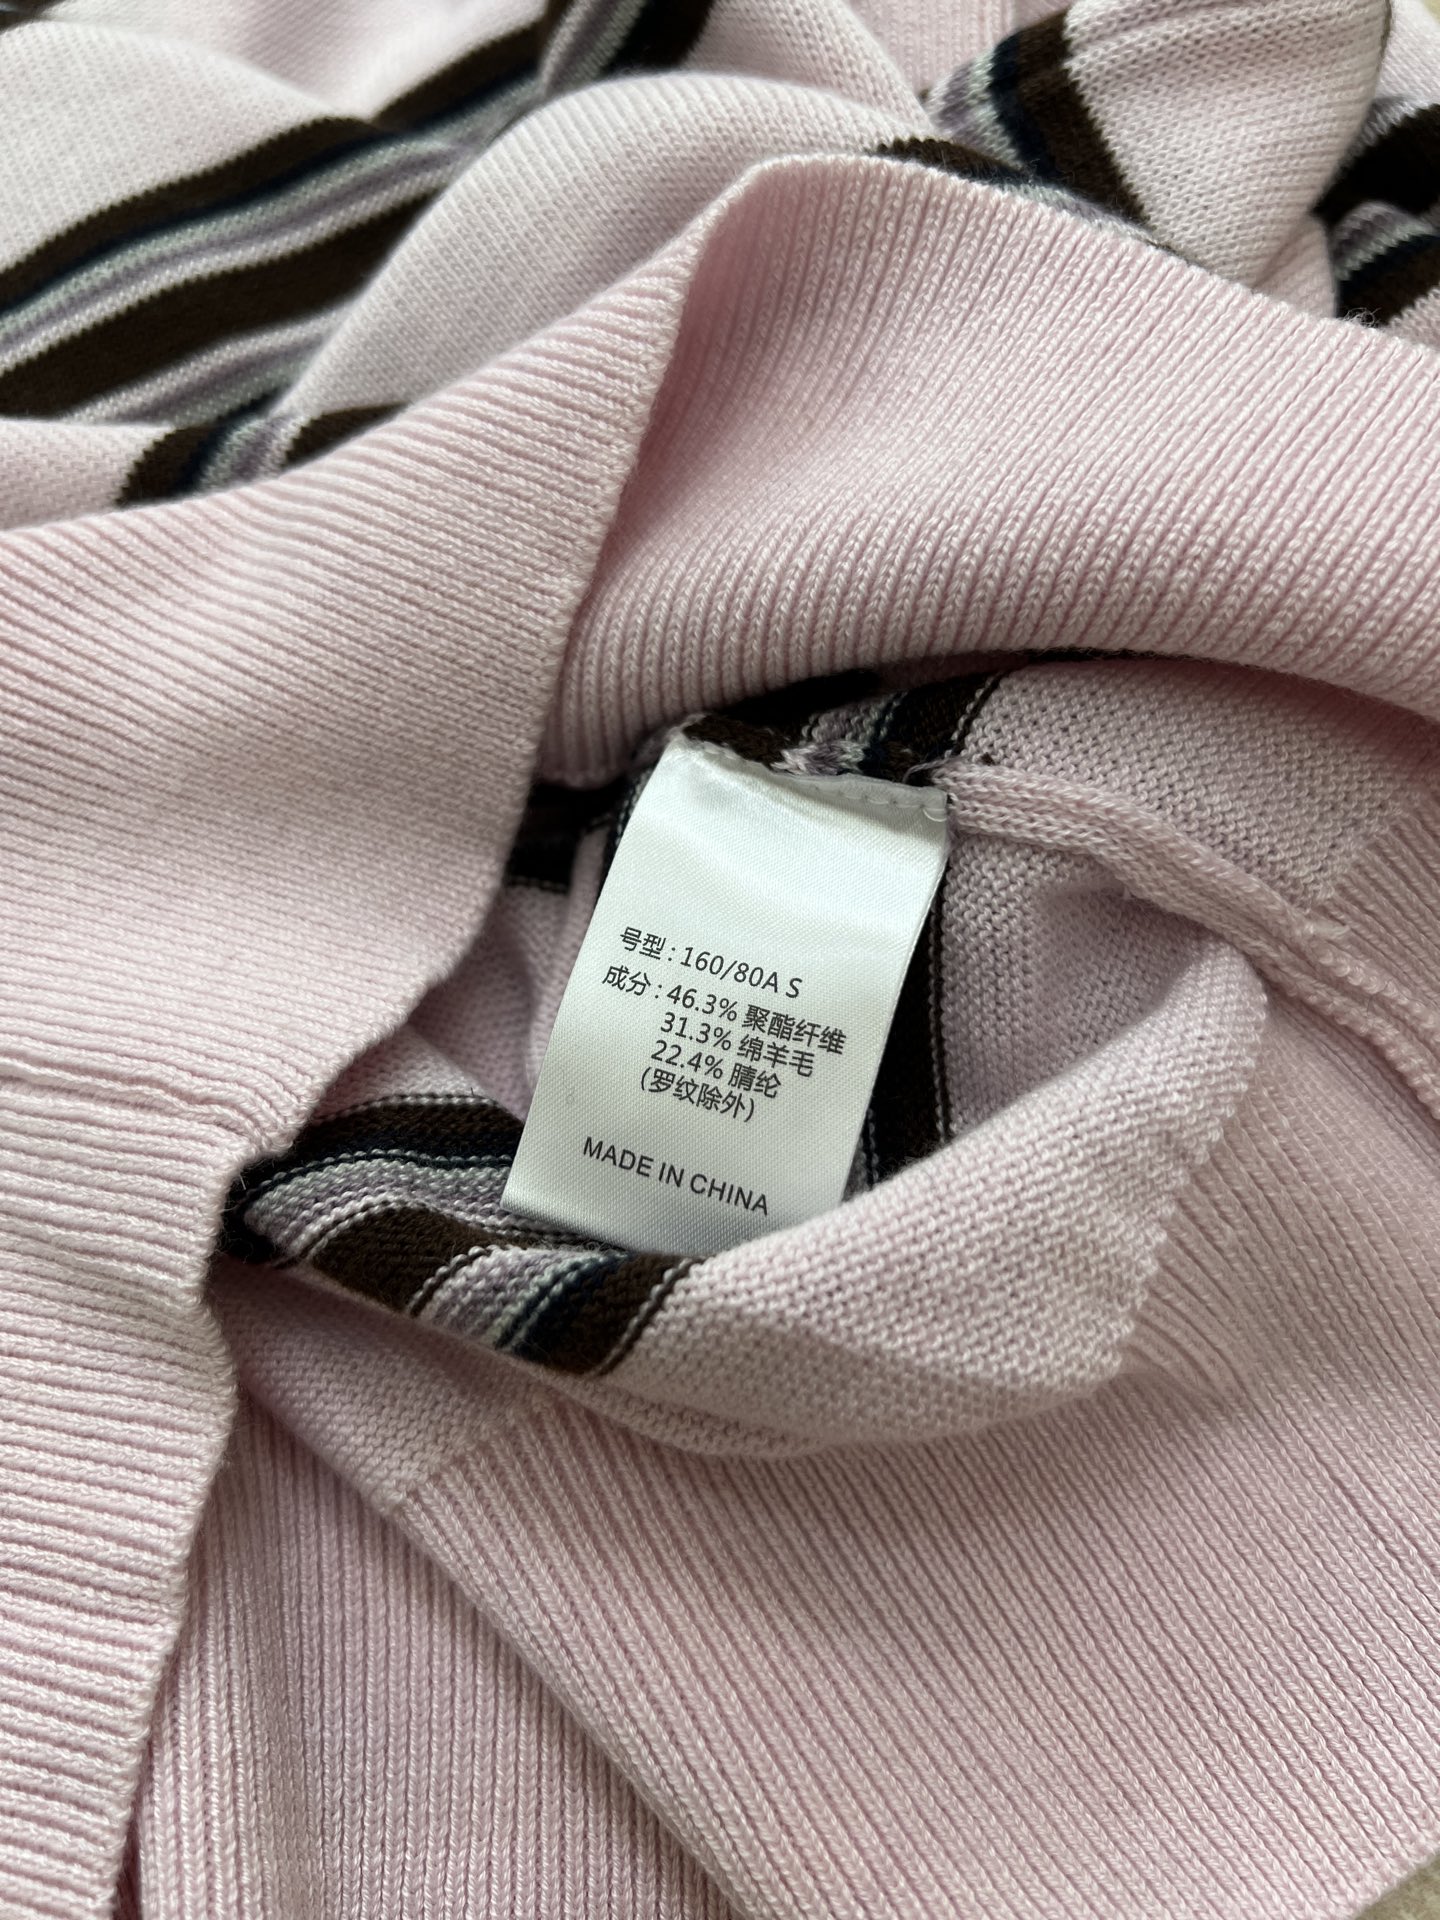 号型：160/80A S
成分：46.3% 聚酯纤维
31.3% 绵羊毛
22.4% 腈纶
(罗纹除外)
MADE IN CHINA